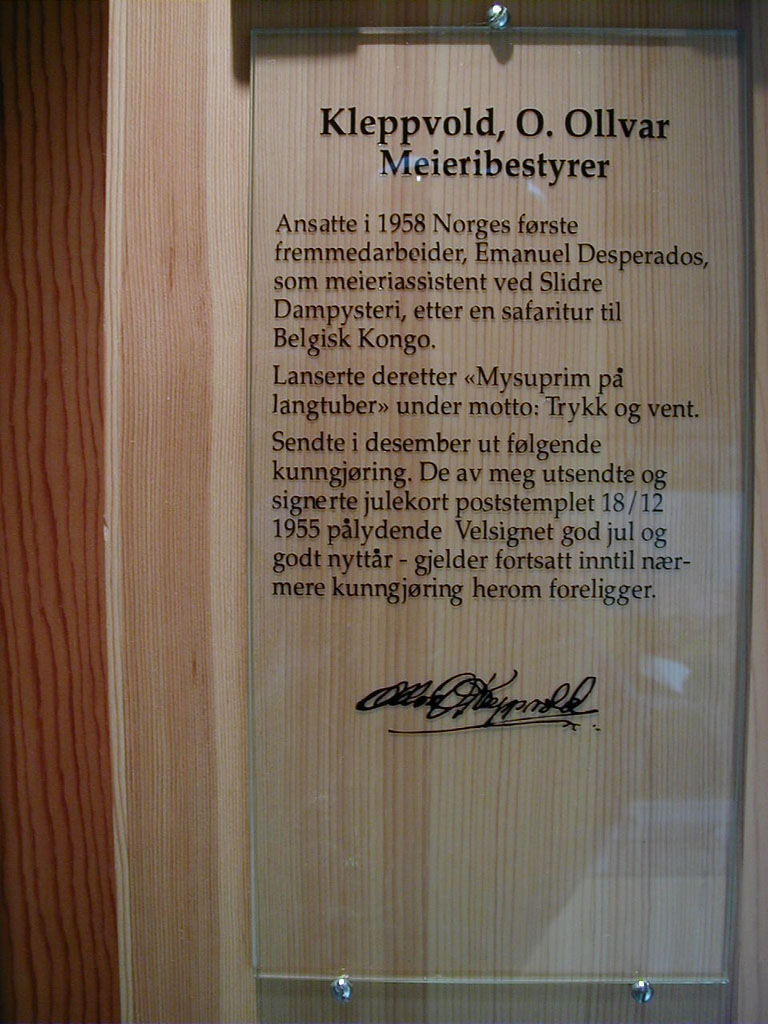 Kleppvold, O. Ollvar
Meieribestyrer
Ansatte i 1958 Norges første
fremmedarbeider, Emanuel Desperados,
som meieriassistent ved Slidre
Dampysteri, etter en safaritur til
Belgisk Kongo.
Lanserte deretter «Mysuprim på
langtuber» under motto: Trykk og vent.
Sendte i desember ut følgende
kunngjøring. De av meg utsendte og
signerte julekort poststemplet 18/12
1955 pålydende Velsignet god jul og
godt nyttår - gjelder fortsatt inntil nær-
mere kunngjøring herom foreligger.
Ollvar O. Kleppvold